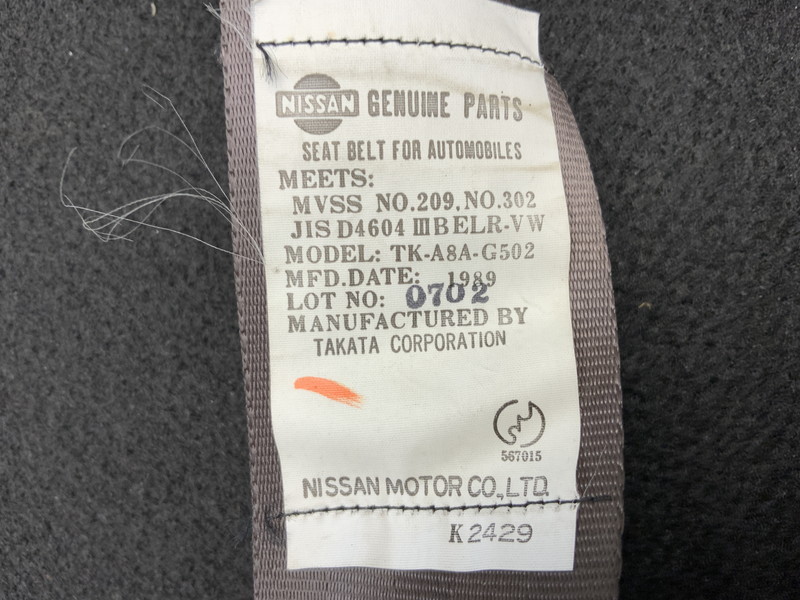 NISSAN GENUINE PARTS
SEAT BELT FOR AUTOMOBILES
MEETS:
MVSS NO.209.NO.302
JIS D4604 ⅢBELR-VW
MODEL: TK-A8A-G502
MFD.DATE: 1989
LOT NO: 0702
MANUFACTURED BY
TAKATA CORPORATION
567015
NISSAN MOTOR CO.,LTD.
K2429